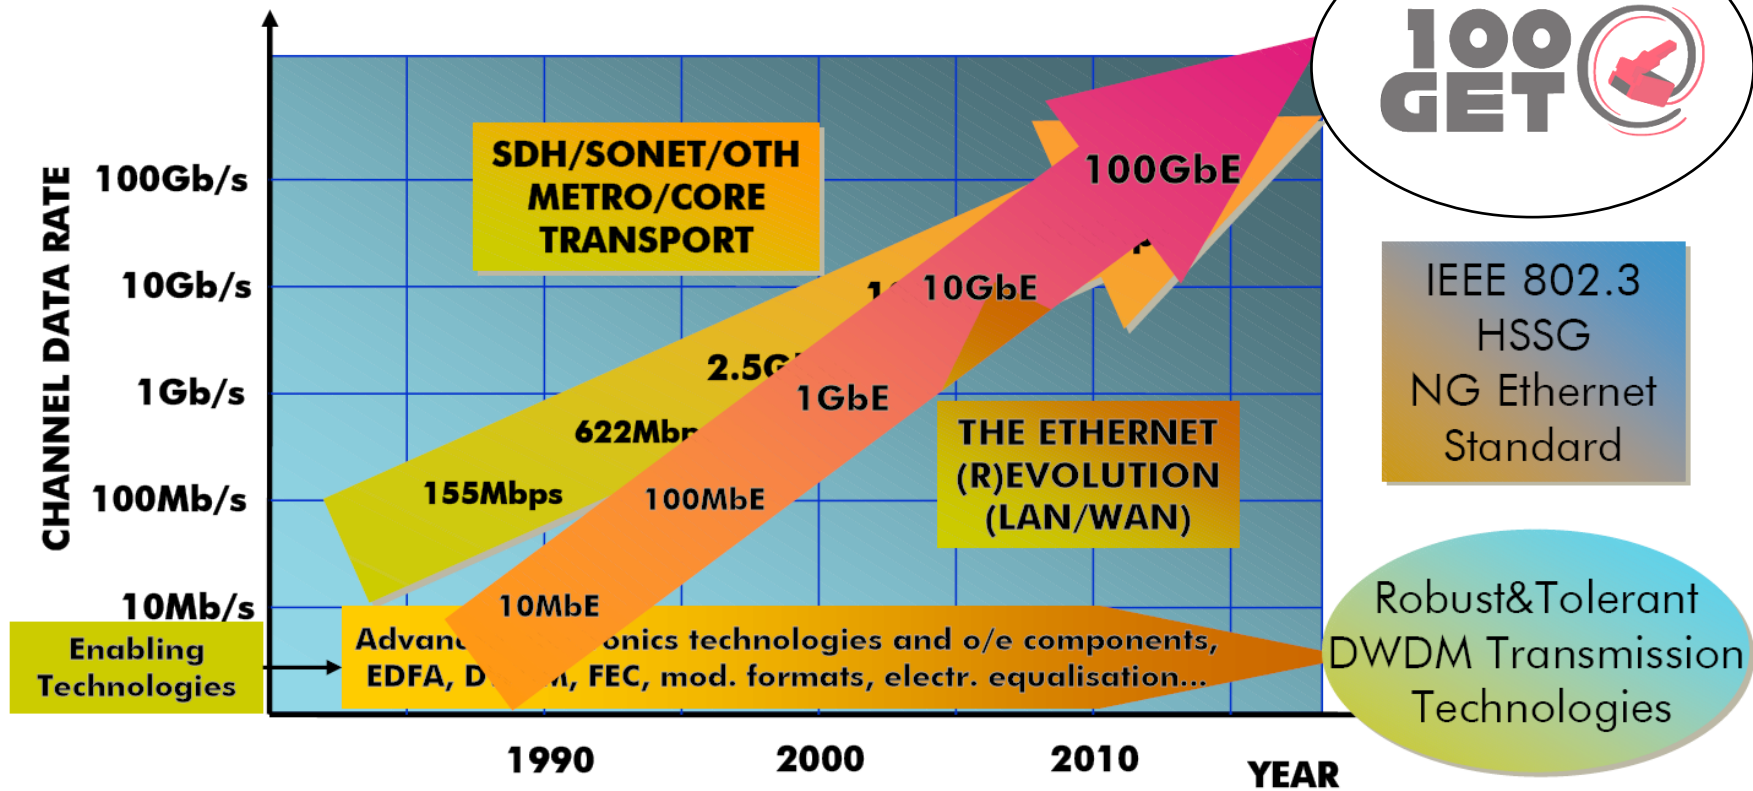 100
GET
CHANNEL DATA RATE
100Gb/s
10Gb/s
1Gb/s
100Mb/s
10Mb/s
SDH/SONET/OTH
METRO/CORE
TRANSPORT
100GbE
10GbE
1GbE
100MbE
10MbE
2.5G
622Mb
155Mbps
THE ETHERNET
(R)EVOLUTION
(LAN/WAN)
IEEE 802.3
HSSG
NG Ethernet
Standard
Enabling
Technologies
technologies and o/e components,
EDFA, FEC, mod. formats, electr. equalisation...
Robust&Tolerant
DWDM Transmission
Technologies
1990
2000
2010
YEAR